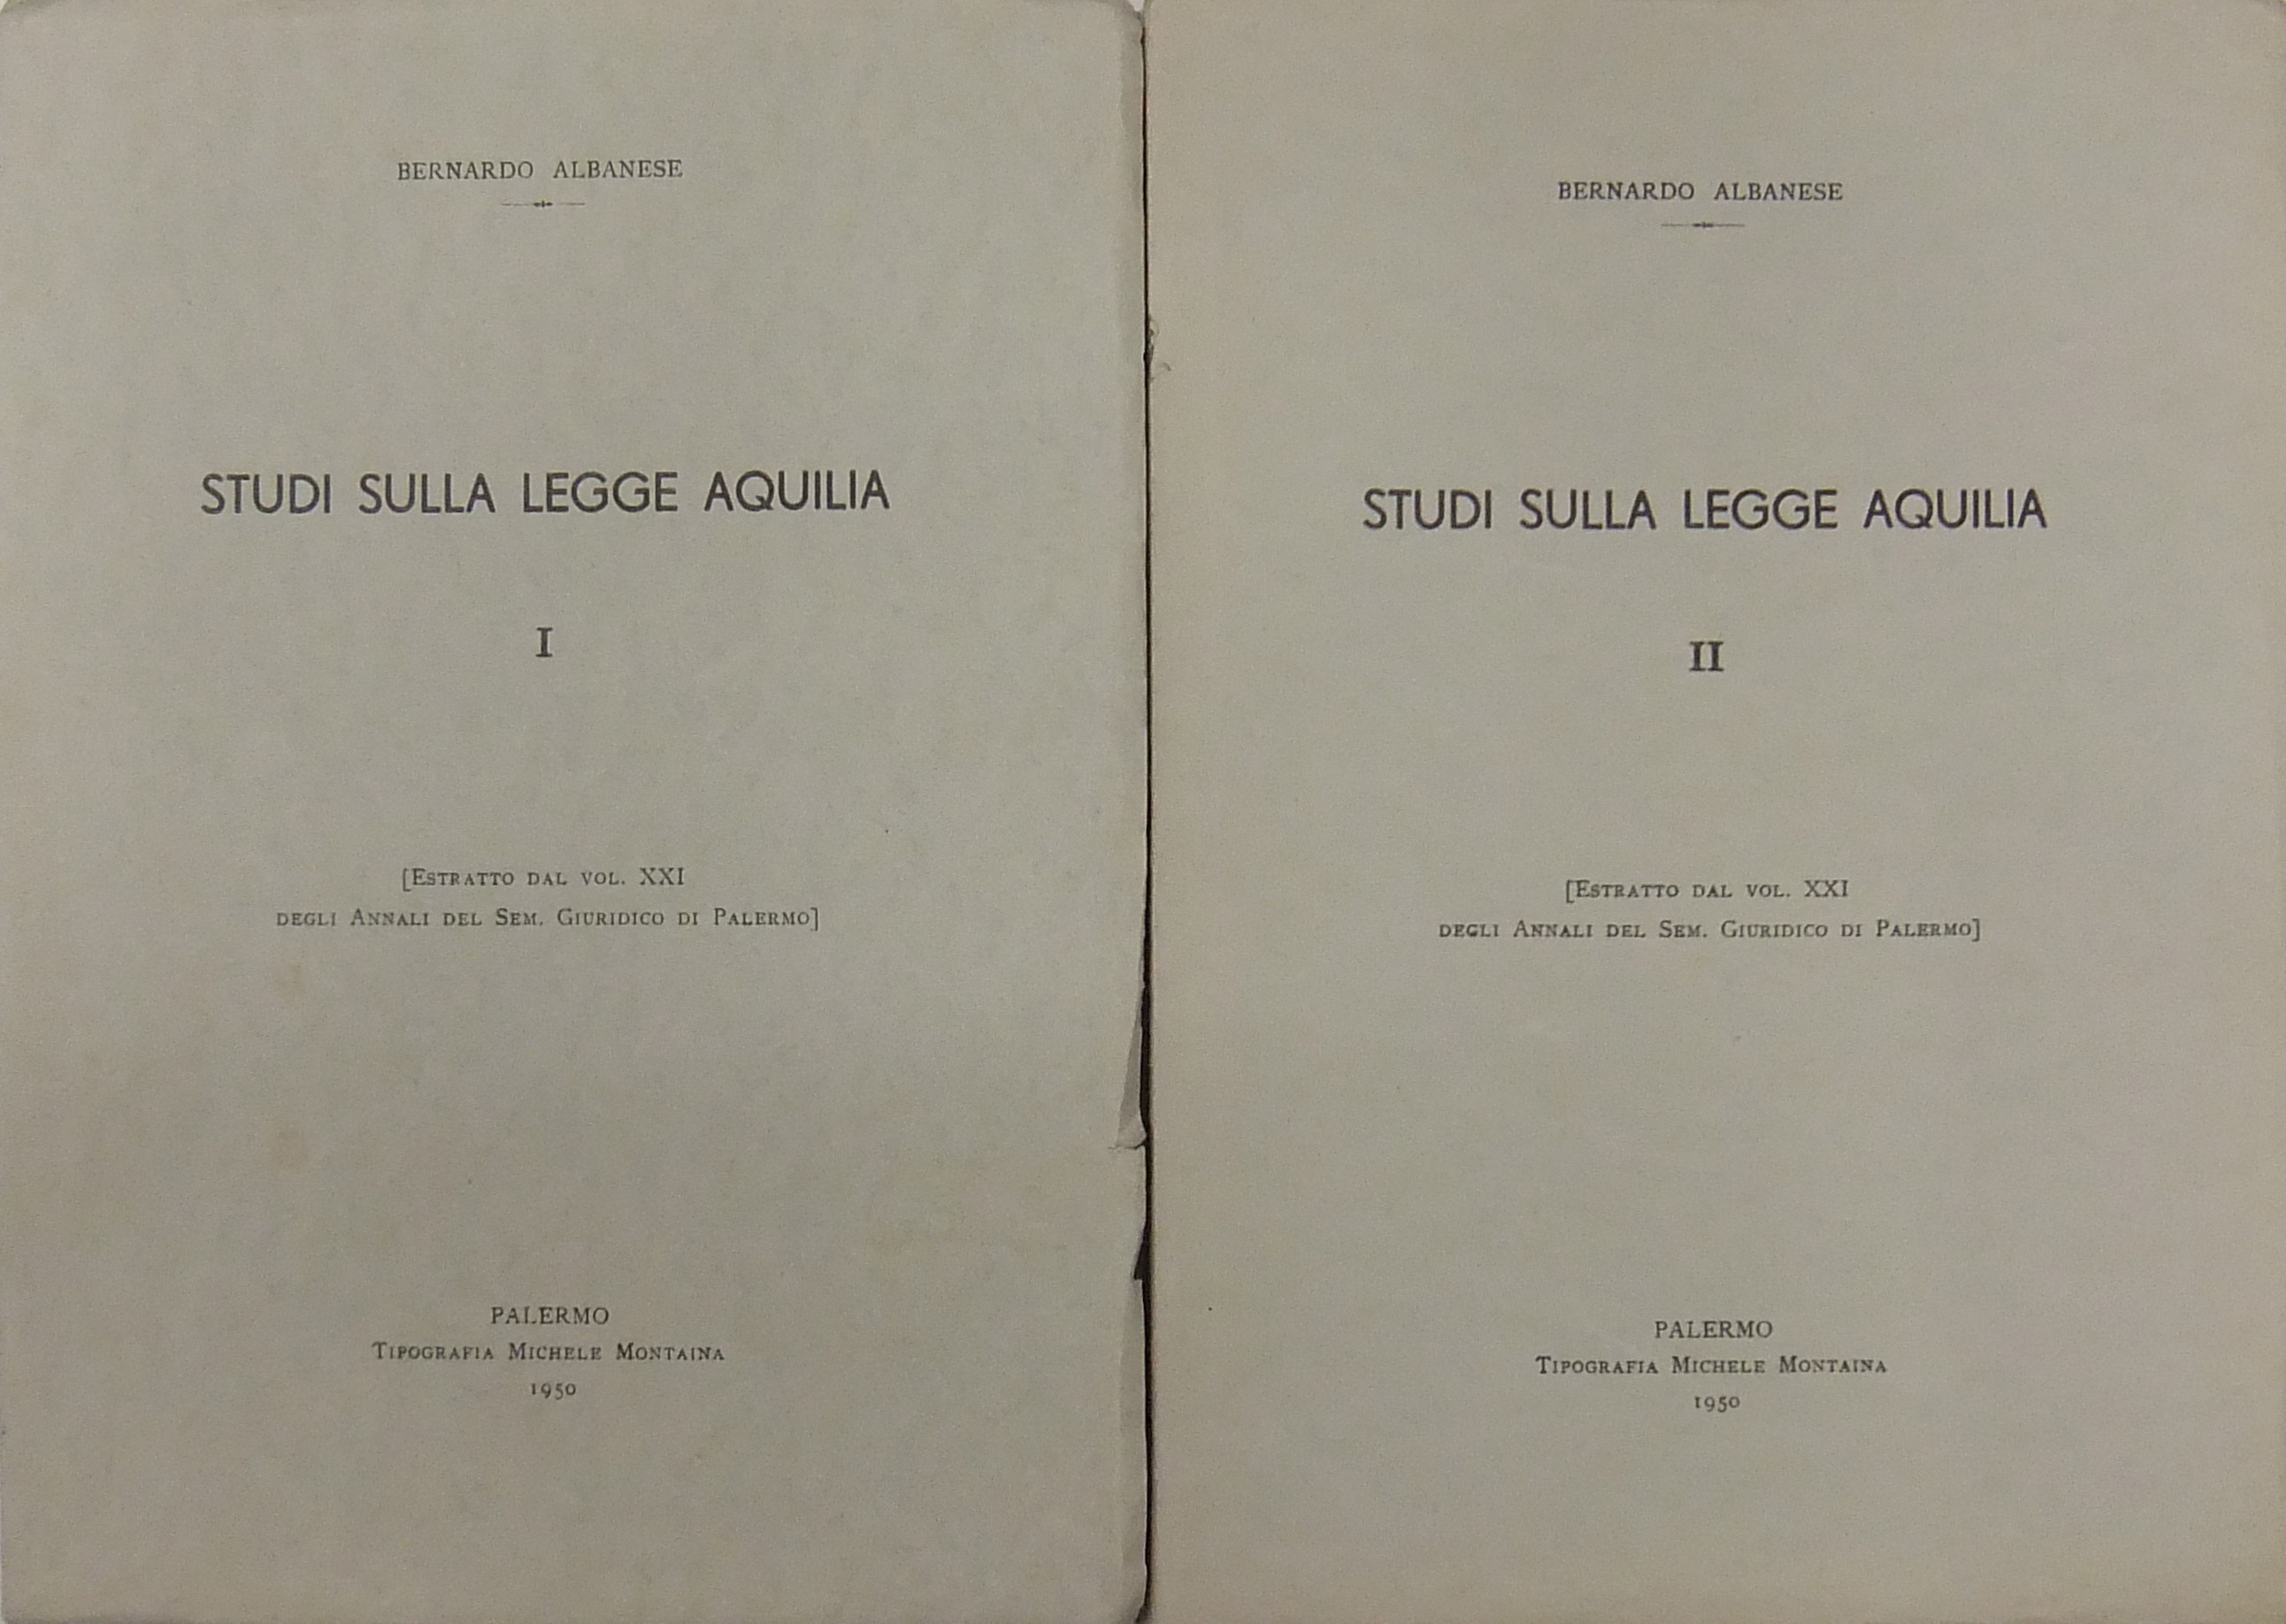 BERNARDO ALBANESE
STUDI SULLA LEGGE AQUILIA
I
[ESTRATTO DAL VOL. XXI
DEGLI ANNALI DEL SEM. GIURIDICO DI PALERMO]
PALERMO
TIPOGRAFIA MICHELE MONTAINA
1950
BERNARDO ALBANESE
STUDI SULLA LEGGE AQUILIA
II
[ESTRATTO DAL VOL. XXI
DEGLI ANNALI DEL SEM. GIURIDICO DI PALERMO]
PALERMO
TIPOGRAFIA MICHELE MONTAINA
1950